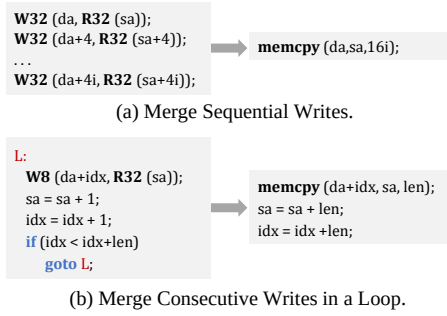 W32 (da, R32 (sa));
W32 (da+4, R32 (sa+4));
. . .
W32 (da+4i, R32 (sa+4i));
memcpy (da,sa,16i);
(a) Merge Sequential Writes.
L:
W8 (da+idx, R32 (sa));
sa = sa + 1;
idx = idx + 1;
if (idx < idx+len)
goto L;
memcpy (da+idx, sa, len);
sa = sa + len;
idx = idx +len;
(b) Merge Consecutive Writes in a Loop.